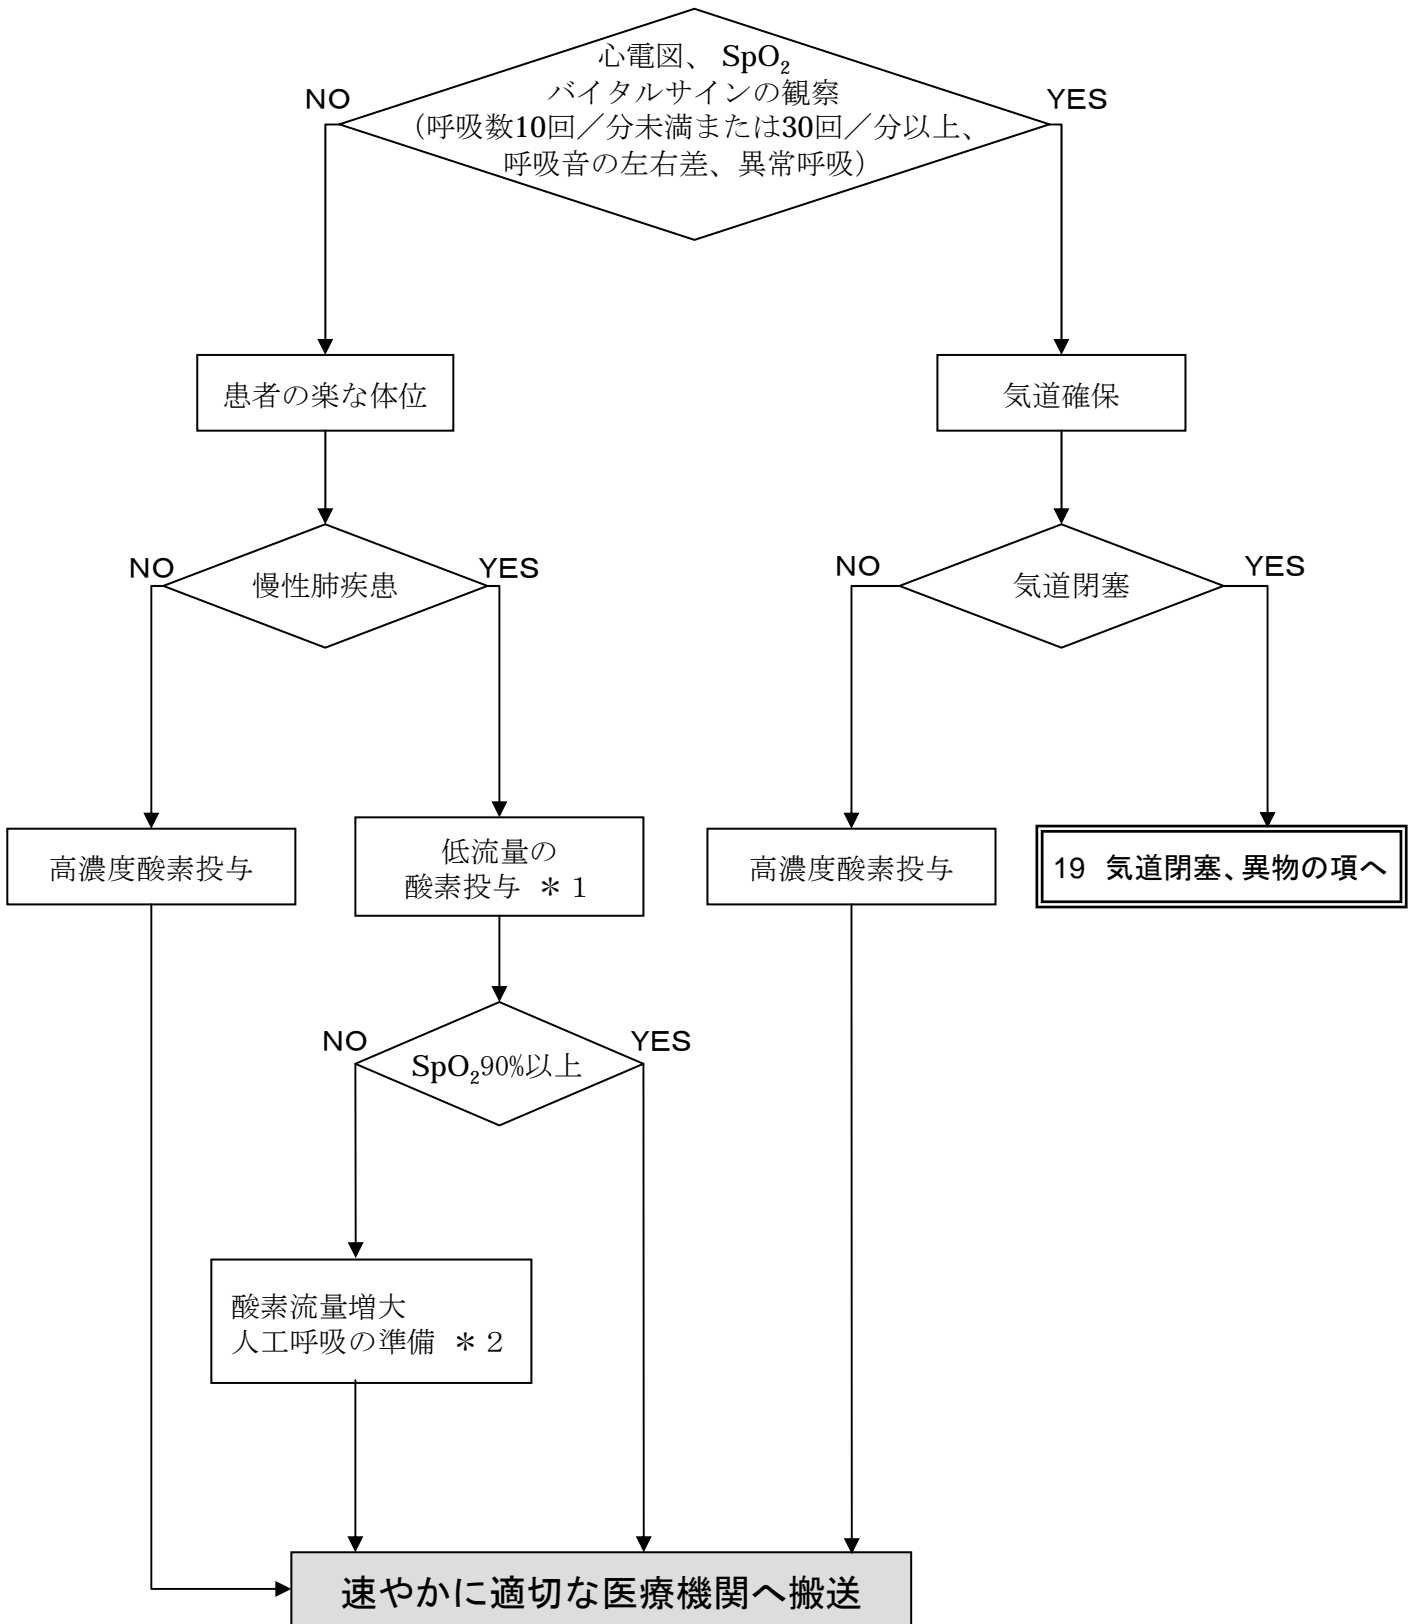 心電図、 SpO₂
バイタルサインの観察
（呼吸数10回／分未満または30回／分以上、
呼吸音の左右差、異常呼吸）
NO
YES
患者の楽な体位
気道確保
NO
慢性肺疾患
YES
NO
気道閉塞
YES
高濃度酸素投与
低流量の
酸素投与 ＊１
高濃度酸素投与
19 気道閉塞、異物の項へ
NO
SpO₂90%以上
YES
酸素流量増大
人工呼吸の準備 ＊２
速やかに適切な医療機関へ搬送